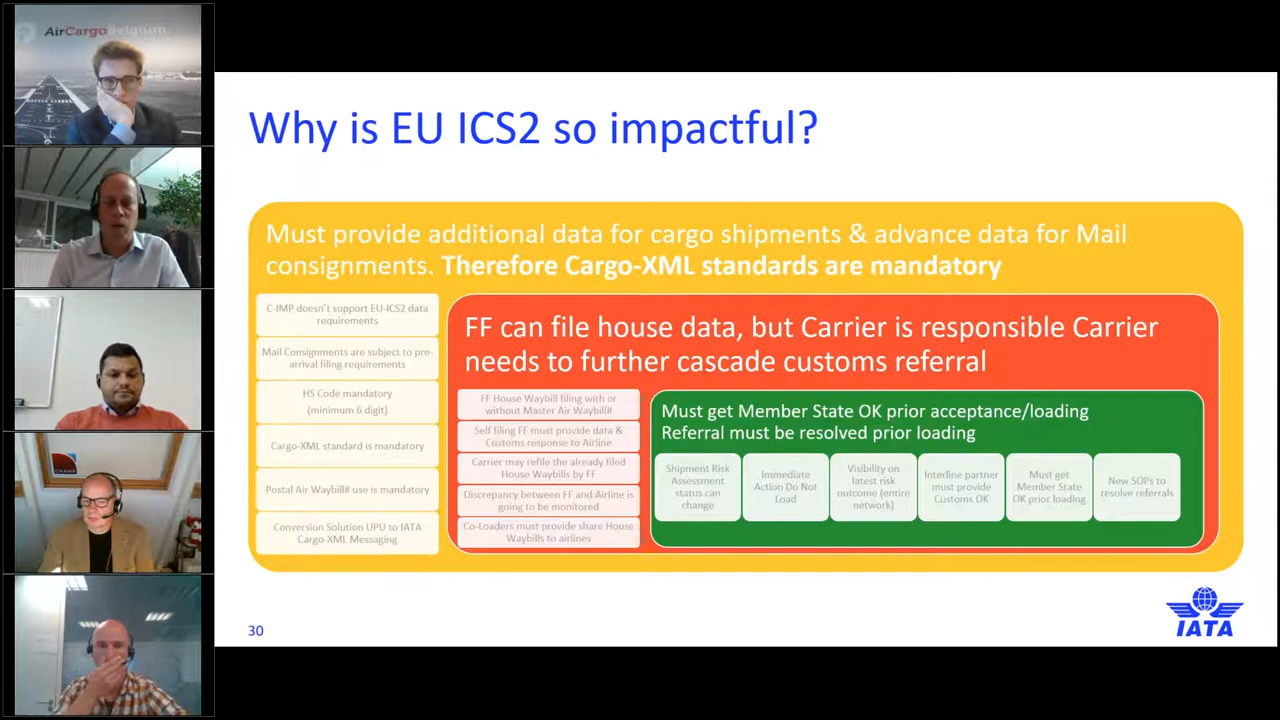 AirCargo Belgium
CHAMP
Why is EU ICS2 so impactful?
Must provide additional data for cargo shipments & advance data for Mail
consignments. Therefore Cargo-XML standards are mandatory
C-IMP doesn't support EU-ICS2 data
requirements
Mail Consignments are subject to pre-
arrival filing requirements
HS Code mandatory
(minimum 6 digit)
Cargo-XML standard is mandatory
Postal Air Waybill# use is mandatory
Conversion Solution UPU to IATA
Cargo-XML Messaging
FF can file house data, but Carrier is responsible Carrier
needs to further cascade customs referral
FF House Waybill filing with or
without Master Air Waybill#
Self filing FF must provide data &
Customs response to Airline
Carrier may refile the already filed
House Waybills by FF
Discrepancy between FF and Airline is
going to be monitored
Co-Loaders must provide share House
Waybills to airlines
Must get Member State OK prior acceptance/loading
Referral must be resolved prior loading
Shipment Risk
Assessment
status can
change
Immediate
Action Do Not
Load
Visibility on
latest risk
outcome (entire
network)
Interline partner
must provide
Customs OK
Must get
Member State
OK prior loading
New SOPs to
resolve referrals
30
IATA